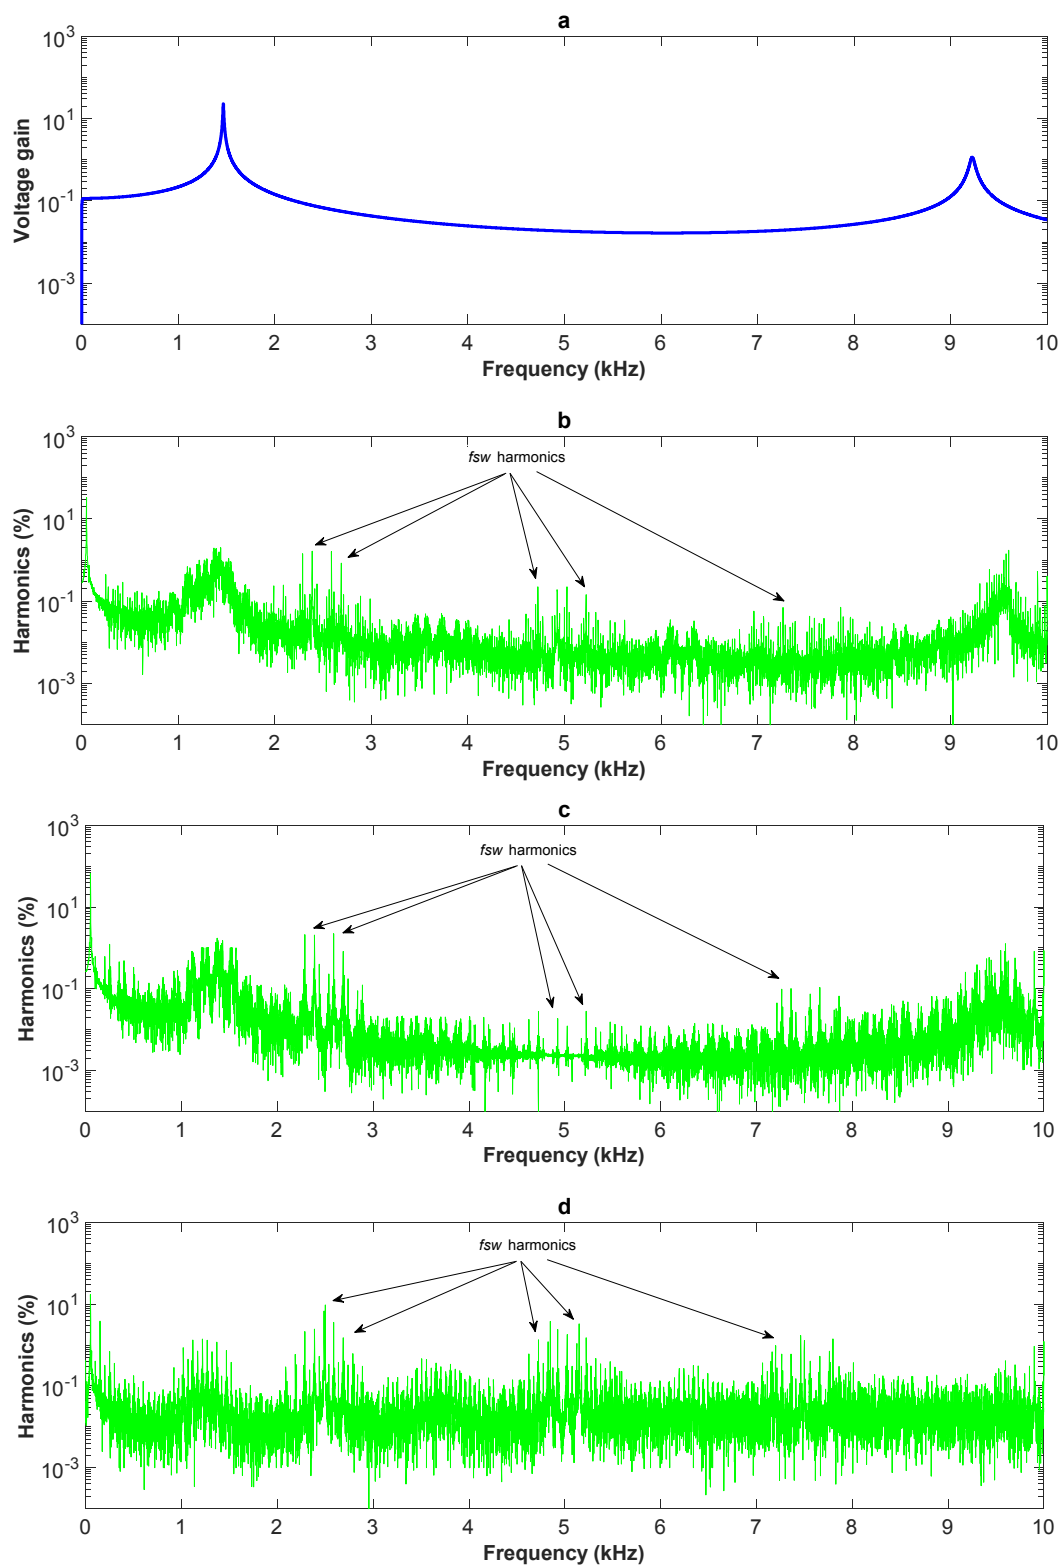 a
10^3
10^1
10^-1
10^-3
Voltage gain
0 1 2 3 4 5 6 7 8 9 10
Frequency (kHz)
b
fsw harmonics
10^3
10^1
10^-1
10^-3
Harmonics (%)
0 1 2 3 4 5 6 7 8 9 10
Frequency (kHz)
c
fsw harmonics
10^3
10^1
10^-1
10^-3
Harmonics (%)
0 1 2 3 4 5 6 7 8 9 10
Frequency (kHz)
d
fsw harmonics
10^3
10^1
10^-1
10^-3
Harmonics (%)
0 1 2 3 4 5 6 7 8 9 10
Frequency (kHz)